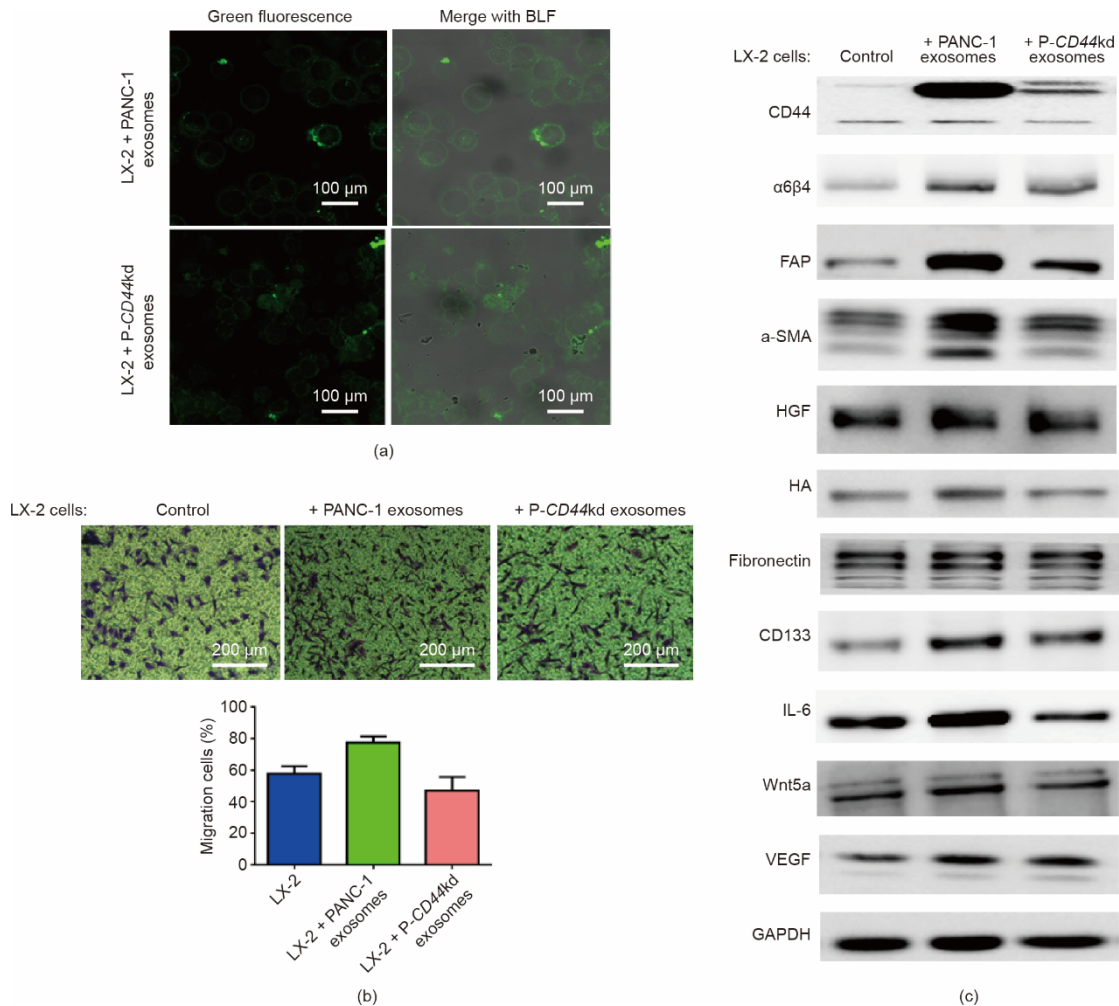 Green fluorescence
Merge with BLF
LX-2 + PANC-1
exosomes
100 μm
100 μm
LX-2 + P-CD44kd
exosomes
100 μm
100 μm
(a)
LX-2 cells:
Control
+ PANC-1 exosomes
+ P-CD44kd exosomes
200 μm
200 μm
200 μm
Migration cells (%)
100
80
60
40
20
0
LX-2
LX-2 + PANC-1
exosomes
LX-2 + P-CD44kd
exosomes
(b)
LX-2 cells:
Control
+ PANC-1
exosomes
+ P-CD44kd
exosomes
CD44
α6β4
FAP
a-SMA
HGF
HA
Fibronectin
CD133
IL-6
Wnt5a
VEGF
GAPDH
(c)